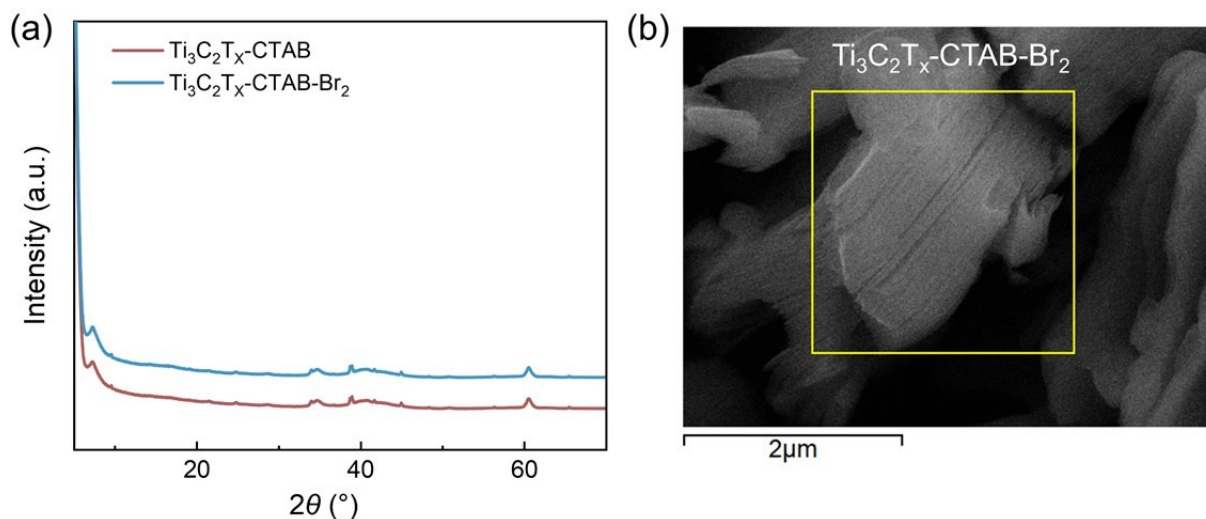 (a)
Ti₃C₂Tₓ-CTAB
Ti₃C₂Tₓ-CTAB-Br₂
Intensity (a.u.)
20
40
60
2θ (°)
(b)
Ti₃C₂Tₓ-CTAB-Br₂
2μm